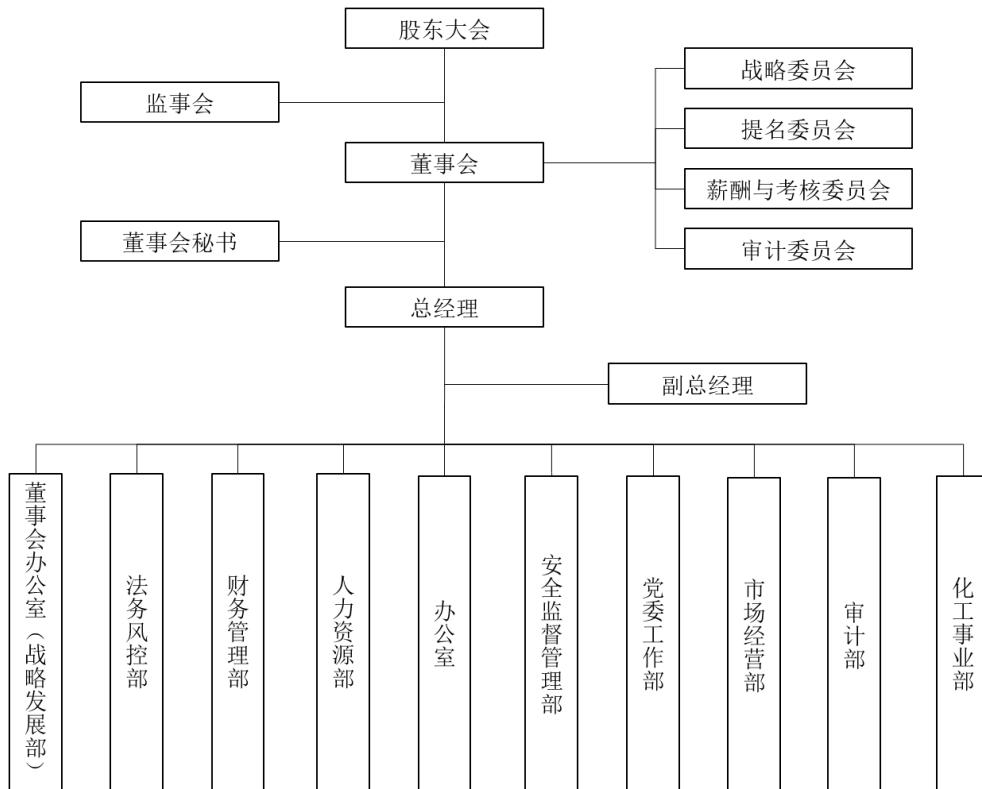 股东大会
战略委员会
监事会
提名委员会
董事会
薪酬与考核委员会
董事会秘书
审计委员会
总经理
副总经理
董事会办公室（战略发展部）
法务风控部
财务管理部
人力资源部
办公室
安全监督管理部
党委工作部
市场经营部
审计部
化工事业部